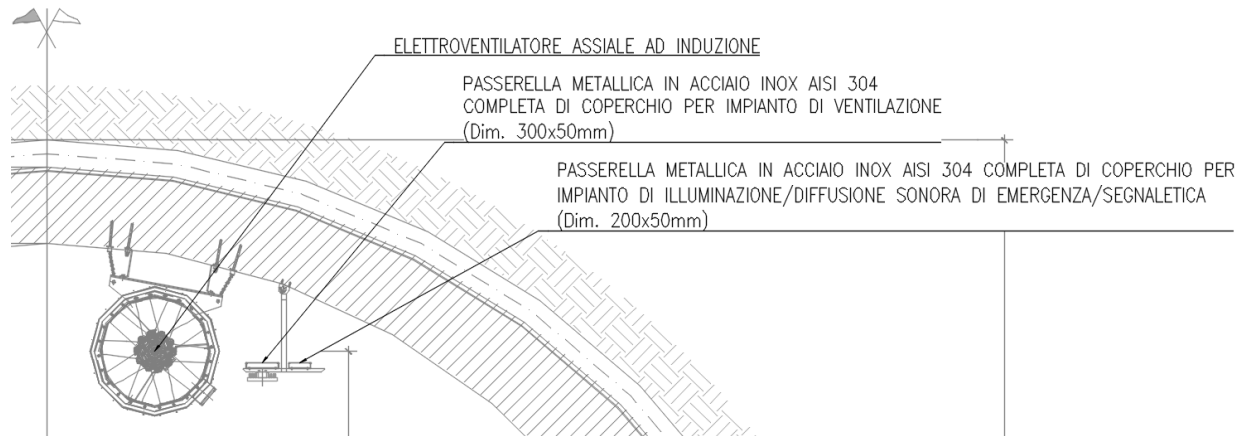 ELETTROVENTILATORE ASSIALE AD INDUZIONE
PASSERELLA METALLICA IN ACCIAIO INOX AISI 304
COMPLETA DI COPERCHIO PER IMPIANTO DI VENTILAZIONE
(Dim. 300x50mm)
PASSERELLA METALLICA IN ACCIAIO INOX AISI 304 COMPLETA DI COPERCHIO PER
IMPIANTO DI ILLUMINAZIONE/DIFFUSIONE SONORA DI EMERGENZA/SEGNALETICA
(Dim. 200x50mm)